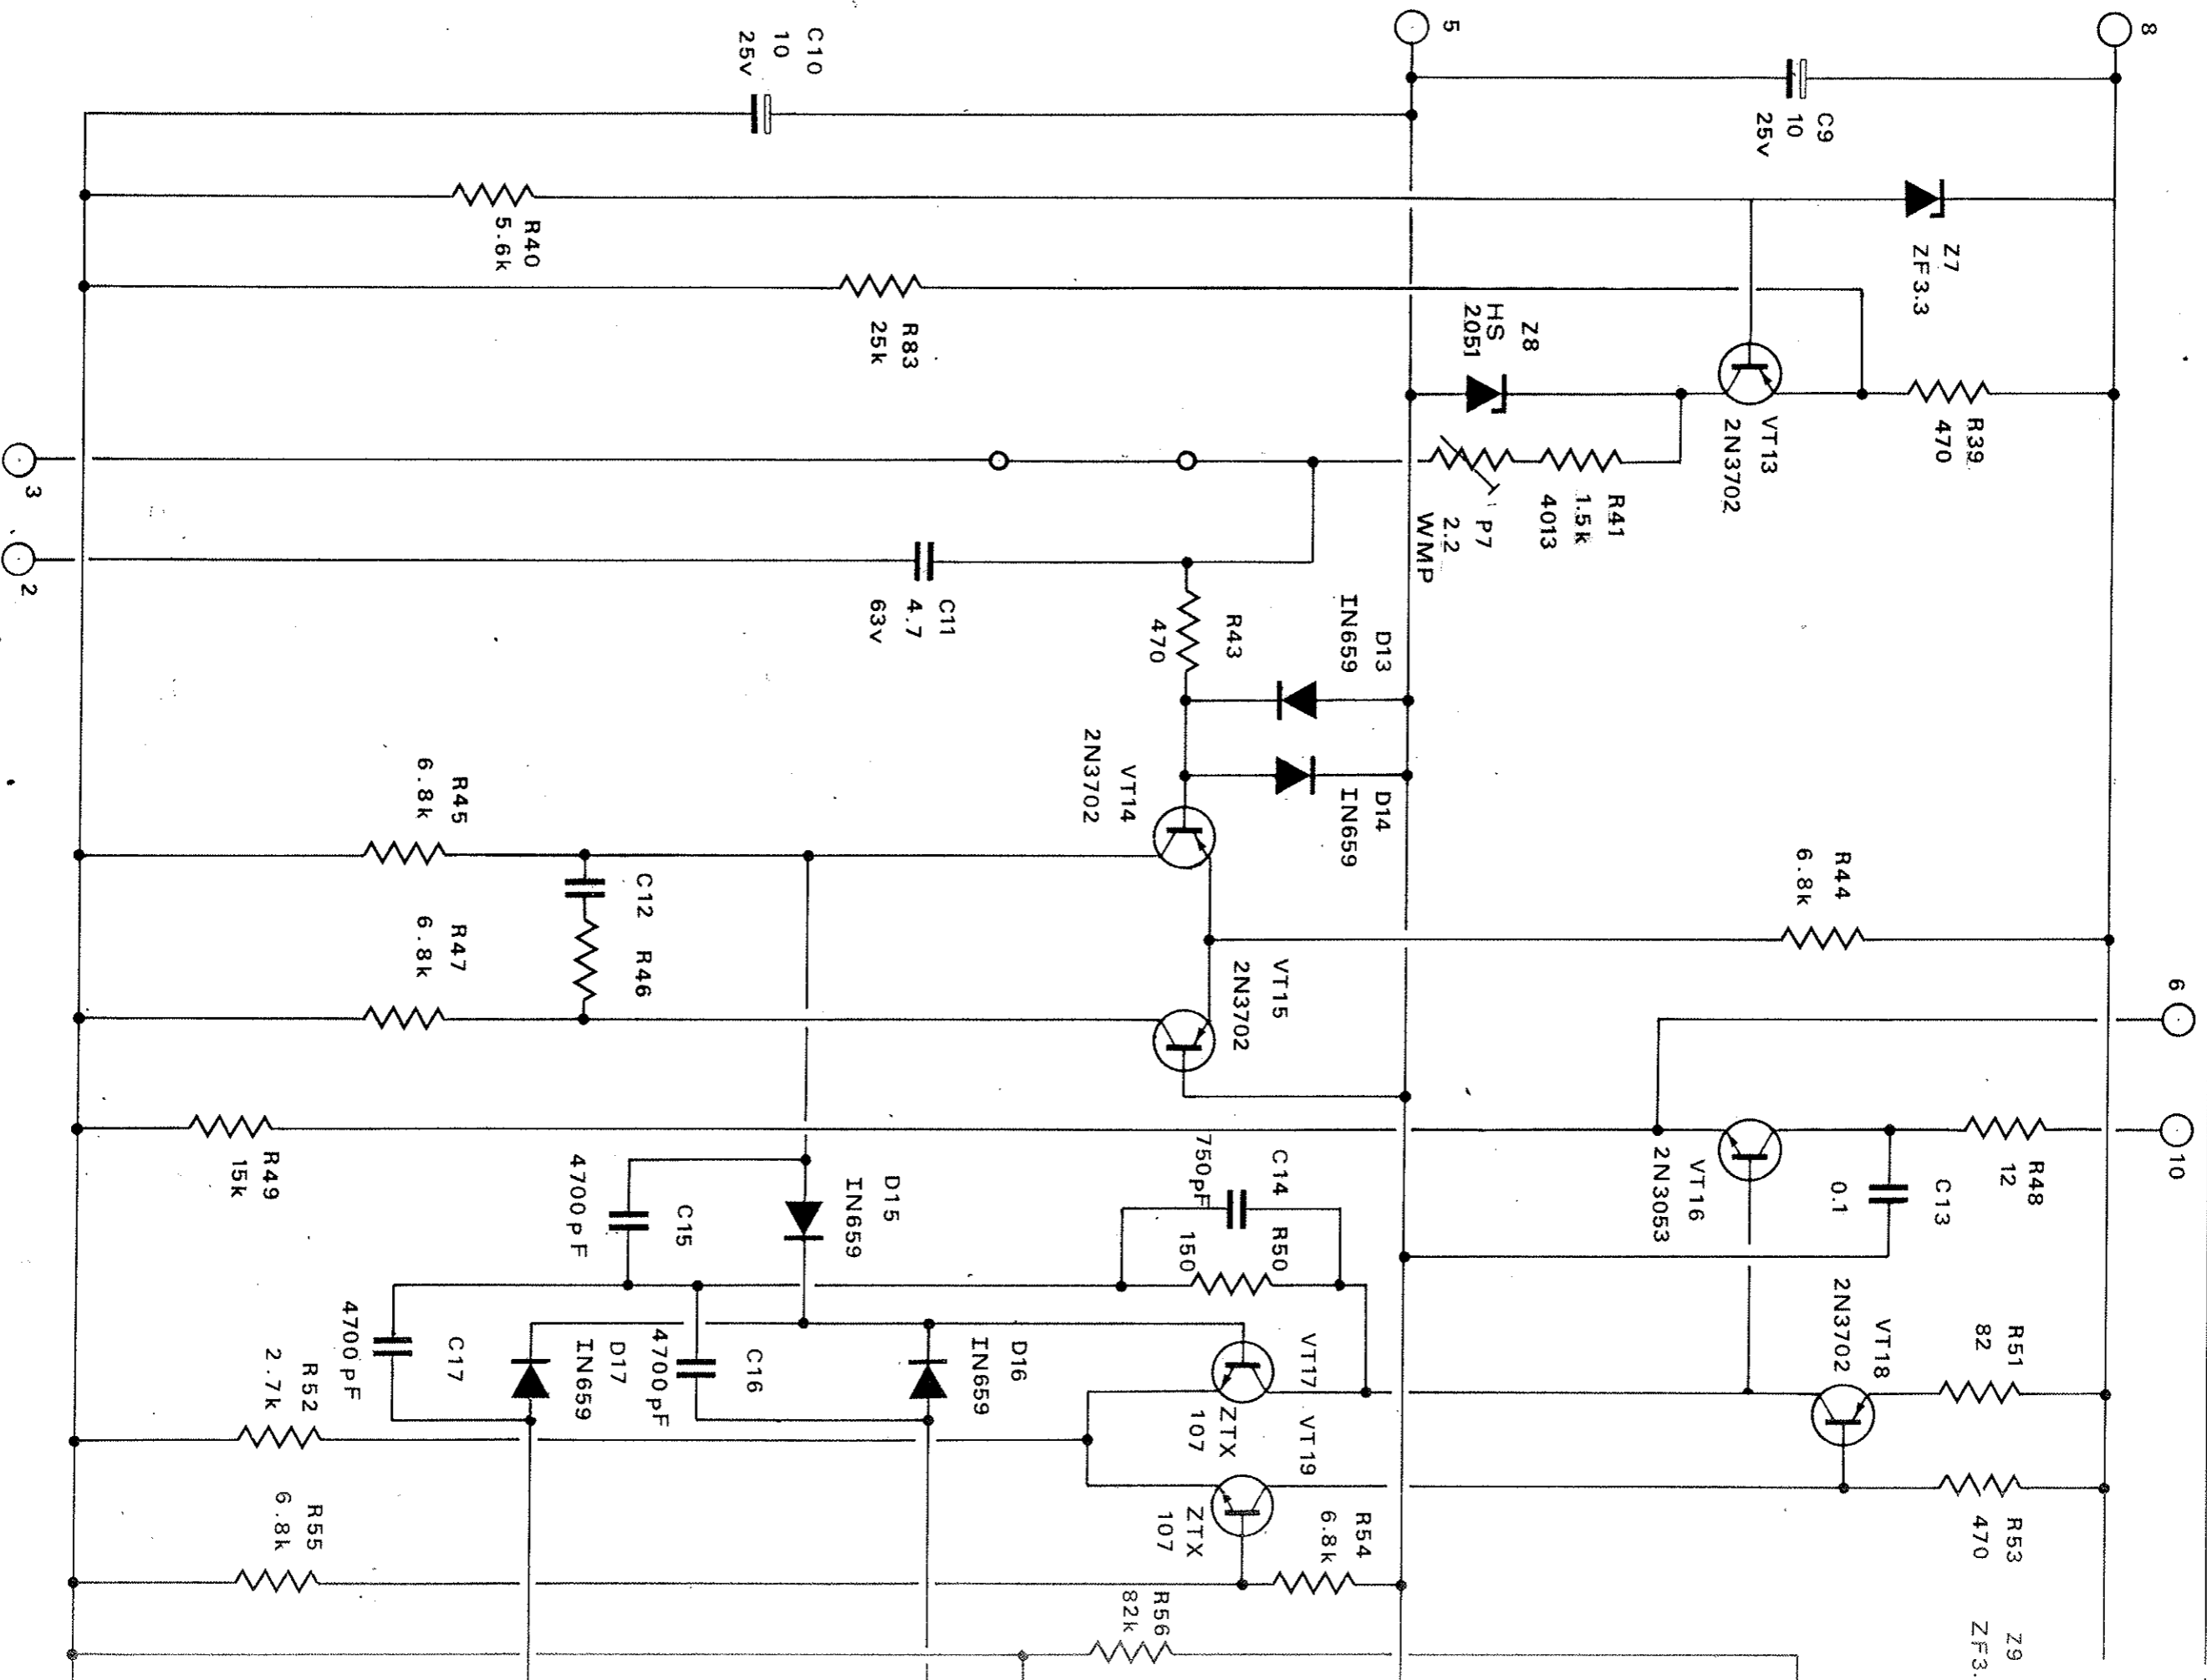 8
5
C9
10
25v
C10
10
25v
Z7
ZF3.3
R40
5.6k
R83
25k
Z8
HS
2051
VT13
2N3702
R39
470
R41
1.5k
4013
P7
2.2
WMP
3
2
C11
4.7
63v
R43
470
D13
IN659
D14
IN659
VT14
2N3702
R45
6.8k
C12
R46
R47
6.8k
VT15
2N3702
R44
6.8k
6
10
R48
12
C13
0.1
VT16
2N3053
R49
15k
C15
4700pF
D15
IN659
C14
750pF
R50
150
VT18
2N3702
R51
82
VT17
ZTX
107
D16
IN659
C16
4700pF
D17
IN659
C17
4700pF
R52
2.7k
VT19
ZTX
107
R53
470
R54
6.8k
R55
6.8k
R56
82k
Z9
ZF3.